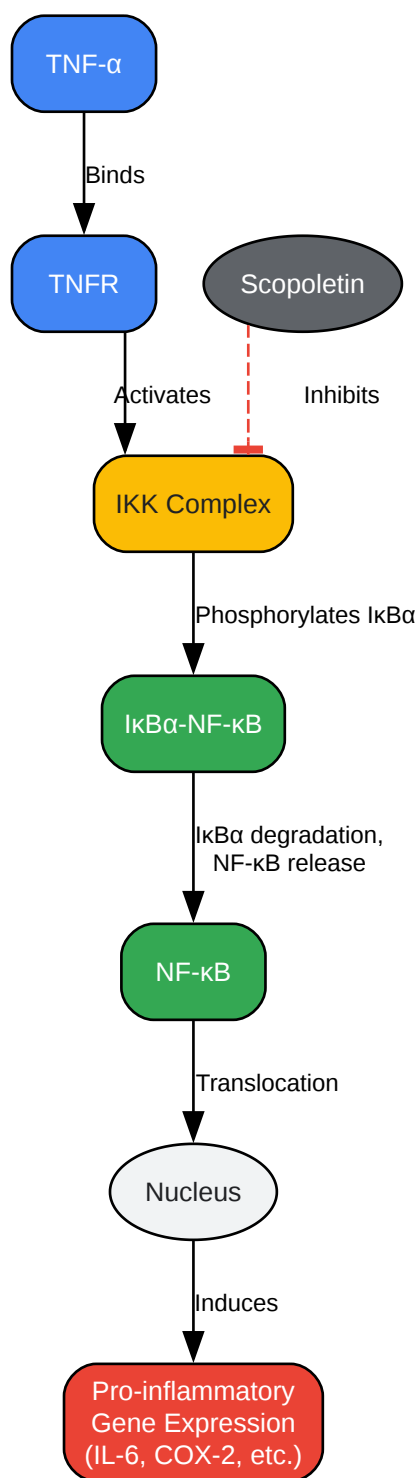 TNF-α
Binds
TNFR
Scopoletin
Activates
Inhibits
IKK Complex
Phosphorylates IκBα
IκBα-NF-κB
IκBα degradation,
NF-κB release
NF-κB
Translocation
Nucleus
Induces
Pro-inflammatory
Gene Expression
(IL-6, COX-2, etc.)